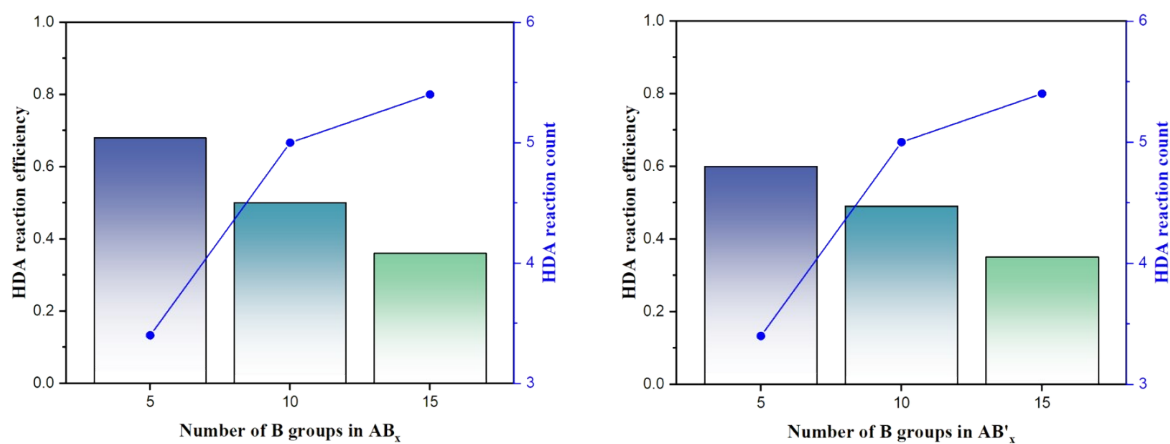 1.0
0.8
0.6
0.4
0.2
0.0
HDA reaction efficiency
6
5
4
3
HDA reaction count
5 10 15
Number of B groups in ABx
1.0
0.8
0.6
0.4
0.2
0.0
HDA reaction efficiency
6
5
4
3
HDA reaction count
5 10 15
Number of B groups in AB'x